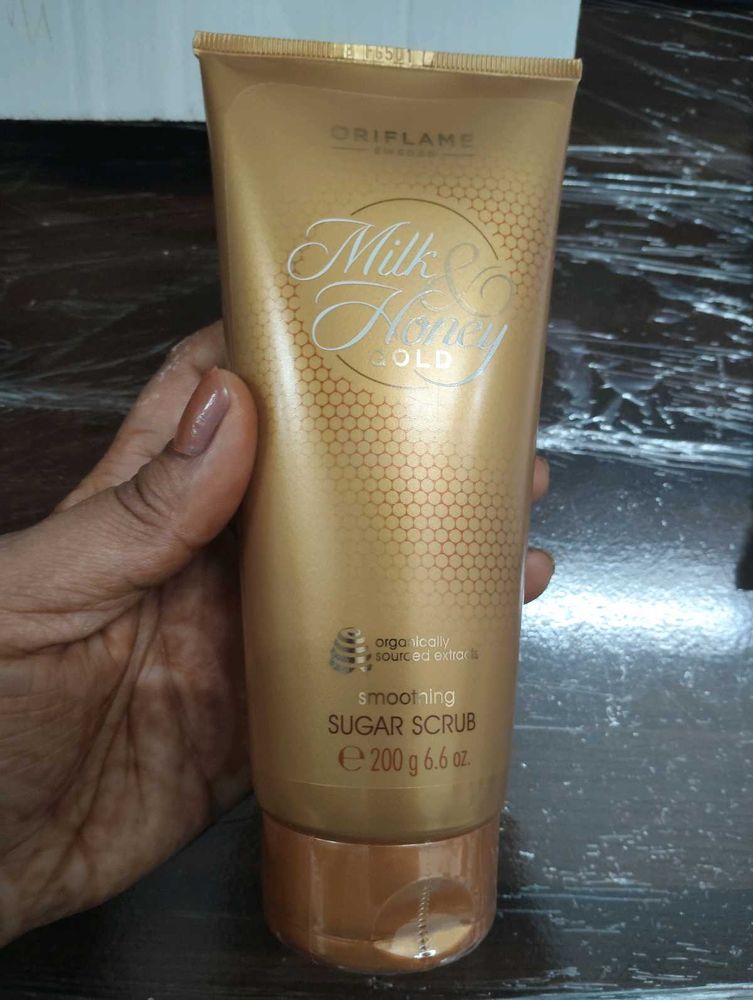 ORIFLAME
SWEDEN
Milk &
Honey
GOLD
organically
sourced extracts
smoothing
SUGAR SCRUB
℮ 200 g 6.6 oz.